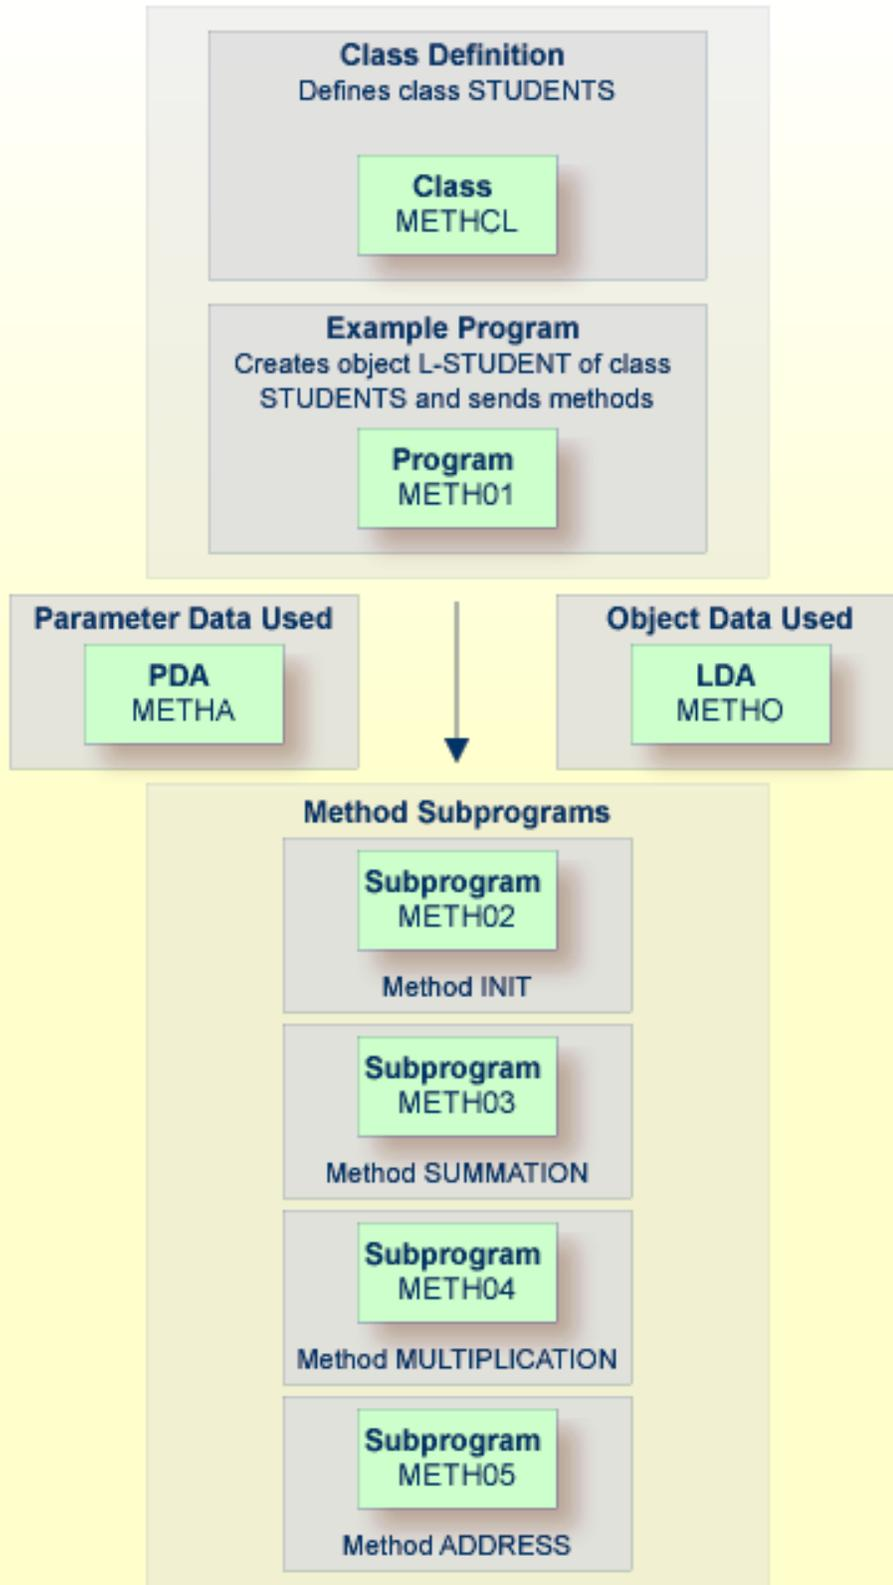 Class Definition
Defines class STUDENTS
Class
METHCL
Example Program
Creates object L-STUDENT of class
STUDENTS and sends methods
Program
METH01
Parameter Data Used
PDA
METHA
Object Data Used
LDA
METHO
Method Subprograms
Subprogram
METH02
Method INIT
Subprogram
METH03
Method SUMMATION
Subprogram
METH04
Method MULTIPLICATION
Subprogram
METH05
Method ADDRESS